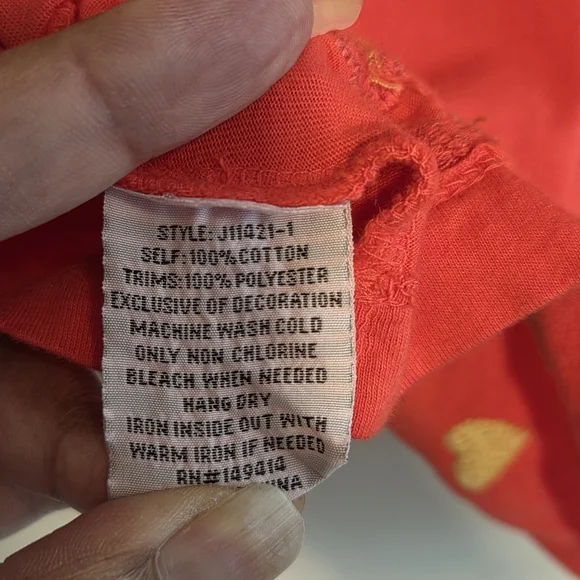 STYLE: J11421-1
SELF:100% COTTON
TRIMS:100% POLYESTER
EXCLUSIVE OF DECORATION
MACHINE WASH COLD
ONLY NON CHLORINE
BLEACH WHEN NEEDED
HANG DRY
IRON INSIDE OUT WITH
WARM IRON IF NEEDED
RN#149414